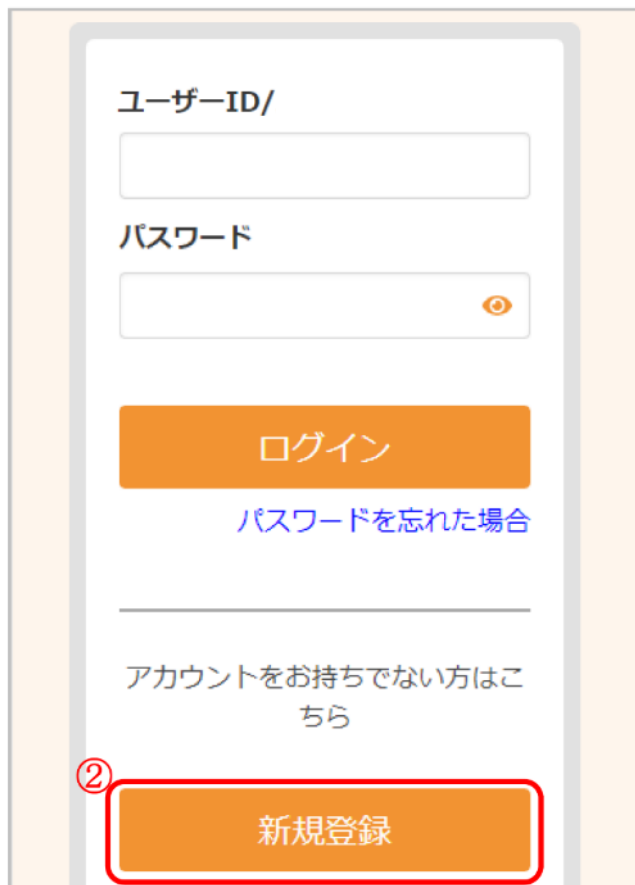 ユーザーID/
パスワード
ログイン
パスワードを忘れた場合
アカウントをお持ちでない方はこ
ちら
②
新規登録